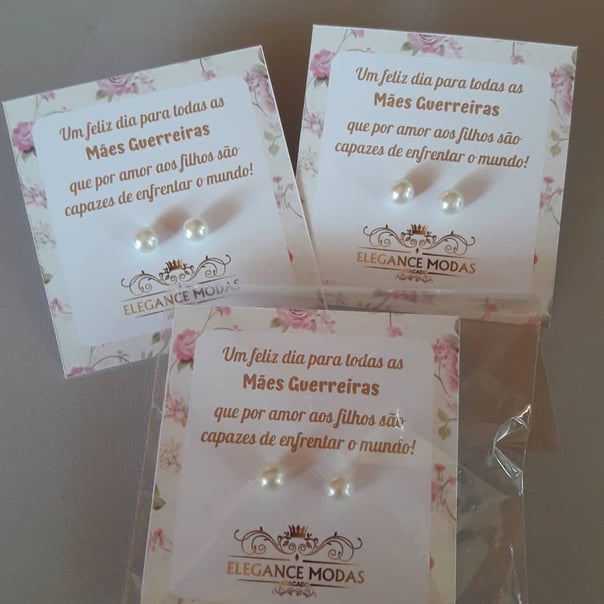 Um feliz dia para todas as
Mães Guerreiras
que por amor aos filhos são
capazes de enfrentar o mundo!
ELEGANCE MODAS
ATACADO
Um feliz dia para todas as
Mães Guerreiras
que por amor aos filhos são
capazes de enfrentar o mundo!
ELEGANCE MODAS
ATACADO
Um feliz dia para todas as
Mães Guerreiras
que por amor aos filhos são
capazes de enfrentar o mundo!
ELEGANCE MODAS
ATACADO